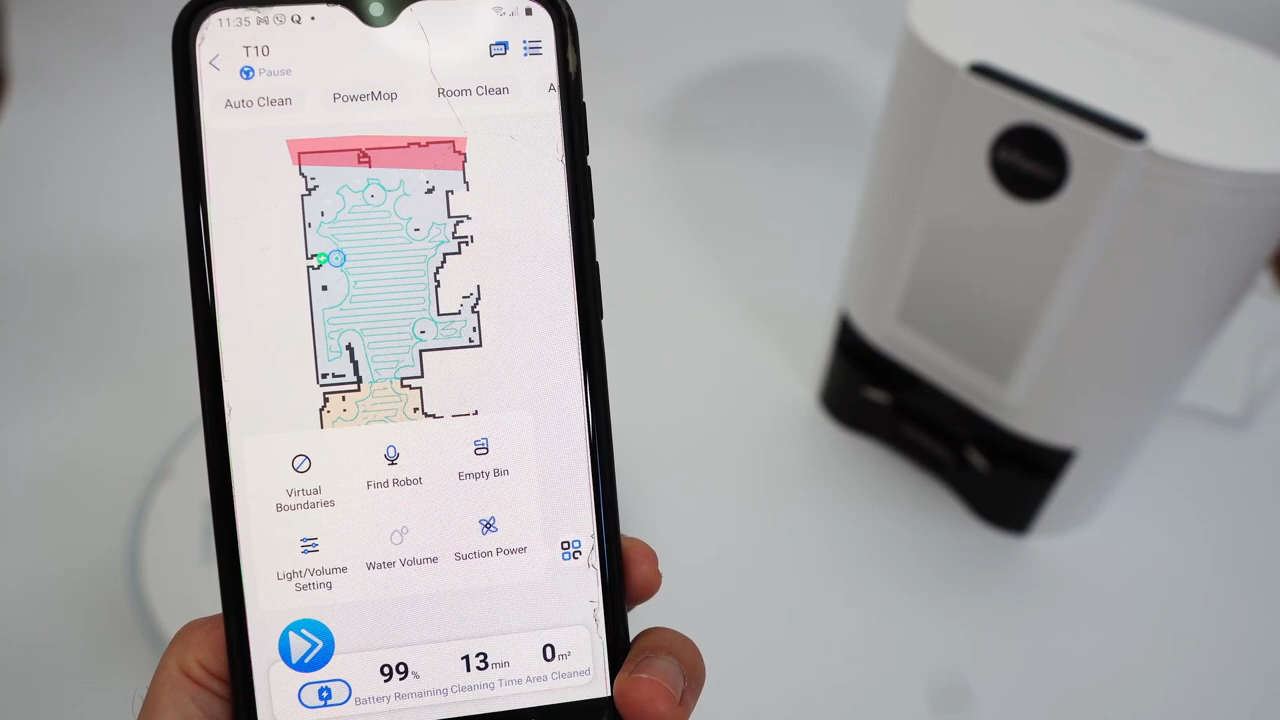 11:35
T10
Pause
Auto Clean PowerMop Room Clean
Virtual Boundaries
Find Robot
Empty Bin
Light/Volume Setting
Water Volume
Suction Power
99% 13min 0m²
Battery Remaining Cleaning Time Area Cleaned